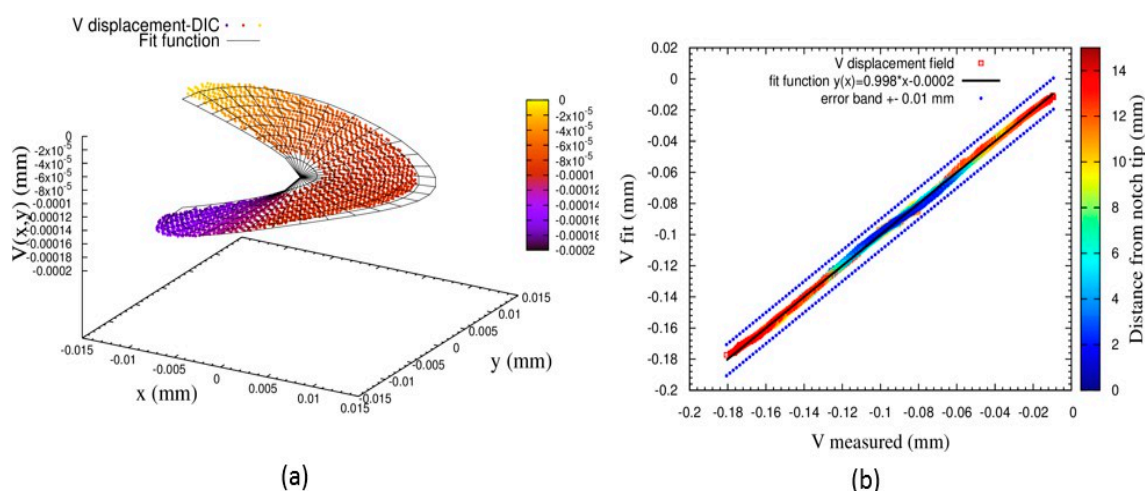 V displacement-DIC
Fit function
0
-2x10-5
-4x10-5
-6x10-5
-8x10-5
-0.0001
-0.00012
-0.00014
-0.00016
-0.00018
-0.0002
V(x,y) (mm)
-0.015
-0.01
-0.005
0
0.005
0.01
0.015
x (mm)
-0.015
-0.01
-0.005
0
0.005
0.01
0.015
y (mm)
0
-2x10-5
-4x10-5
-6x10-5
-8x10-5
-0.0001
-0.00012
-0.00014
-0.00016
-0.00018
-0.0002
(a)
0.02
0
-0.02
-0.04
-0.06
-0.08
-0.1
-0.12
-0.14
-0.16
-0.18
-0.2
V fit (mm)
V displacement field
fit function y(x)=0.998*x-0.0002
error band +- 0.01 mm
-0.2 -0.18 -0.16 -0.14 -0.12 -0.1 -0.08 -0.06 -0.04 -0.02 0
V measured (mm)
14
12
10
8
6
4
2
0
Distance from notch tip (mm)
(b)